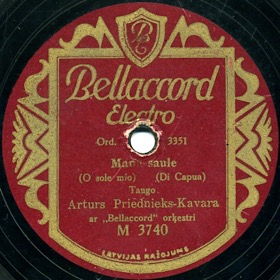 B
Bellaccord
Electro
Ord. 3351
saule
(O sole mio) (Di Capua)
Tango
Arturs Priednieks-Kavara
ar „Bellaccord" orķestri
M 3740
LATVIJAS RAŽOJUMS